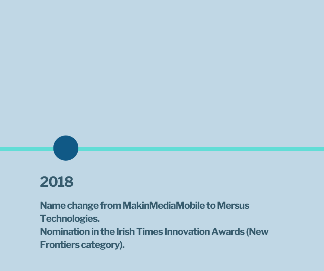 2018
Name change from MakinMediaMobile to Mersus
Technologies.
Nomination in the Irish Times Innovation Awards (New
Frontiers category).